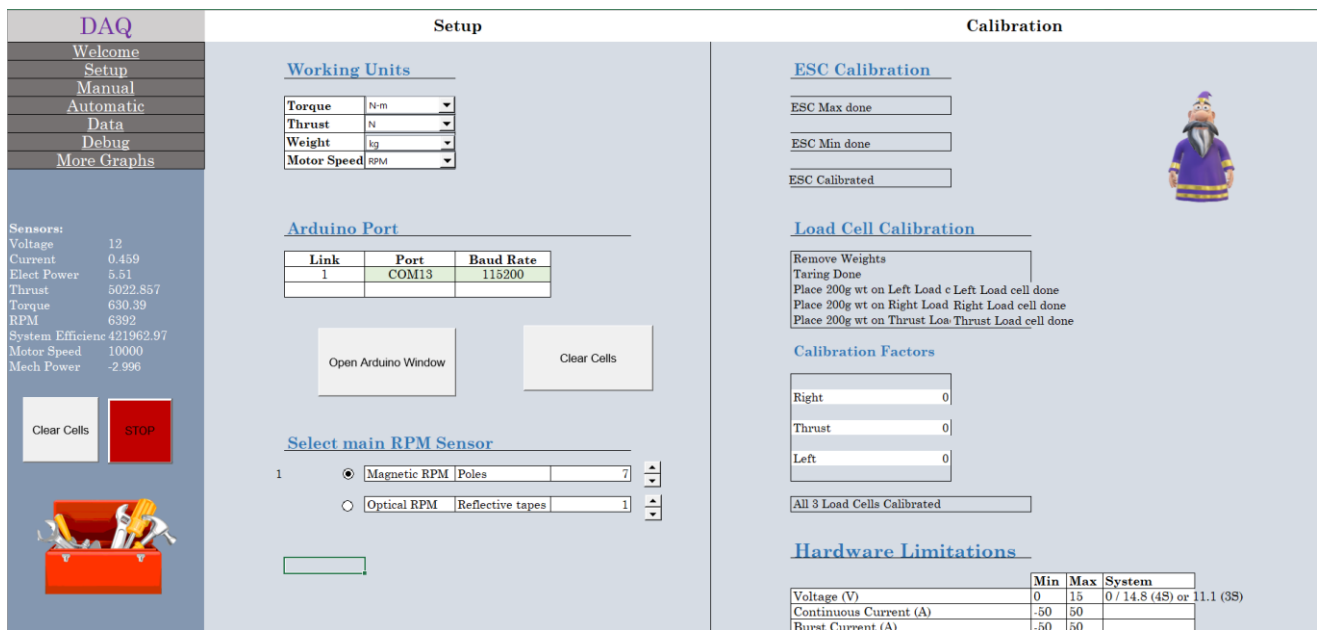 DAQ
Welcome
Setup
Manual
Automatic
Data
Debug
More Graphs
Sensors:
Voltage 12
Current 0.459
Elect Power 5.51
Thrust 5022.857
Torque 630.39
RPM 6392
System Efficienc 421962.97
Motor Speed 10000
Mech Power -2.996
Clear Cells
STOP
Setup
Working Units
Torque N-m
Thrust N
Weight kg
Motor Speed RPM
Arduino Port
Link Port Baud Rate
1 COM13 115200
Open Arduino Window
Clear Cells
Select main RPM Sensor
1 Magnetic RPM Poles 7
Optical RPM Reflective tapes 1
Calibration
ESC Calibration
ESC Max done
ESC Min done
ESC Calibrated
Load Cell Calibration
Remove Weights
Taring Done
Place 200g wt on Left Load c Left Load cell done
Place 200g wt on Right Load Right Load cell done
Place 200g wt on Thrust Loa Thrust Load cell done
Calibration Factors
Right 0
Thrust 0
Left 0
All 3 Load Cells Calibrated
Hardware Limitations
Min Max System
Voltage (V) 0 15 0 / 14.8 (4S) or 11.1 (3S)
Continuous Current (A) -50 50
Burst Current (A) -50 50